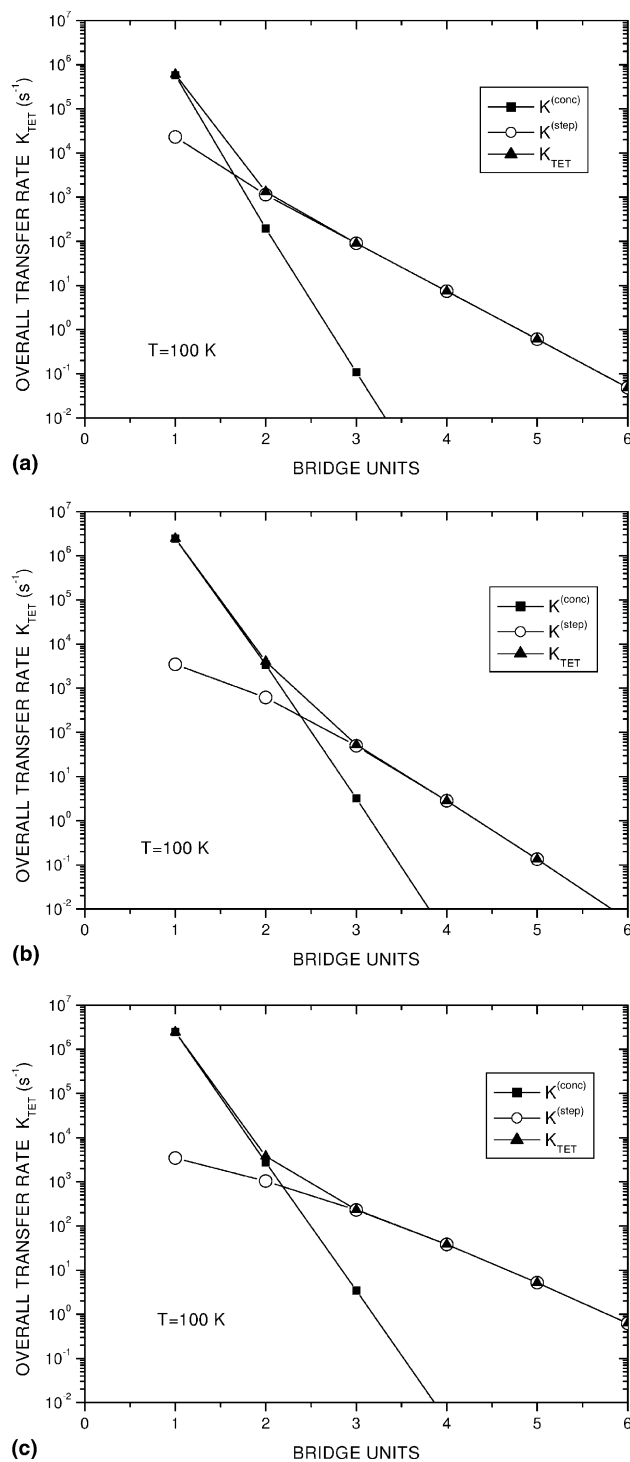 10^7
10^6
10^5
10^4
10^3
10^2
10^1
10^0
10^-1
10^-2
OVERALL TRANSFER RATE K_TET (s^-1)
K^(conc)
K^(step)
K_TET
T=100 K
0 1 2 3 4 5 6
BRIDGE UNITS
(a)
10^7
10^6
10^5
10^4
10^3
10^2
10^1
10^0
10^-1
10^-2
OVERALL TRANSFER RATE K_TET (s^-1)
K^(conc)
K^(step)
K_TET
T=100 K
0 1 2 3 4 5 6
BRIDGE UNITS
(b)
10^7
10^6
10^5
10^4
10^3
10^2
10^1
10^0
10^-1
10^-2
OVERALL TRANSFER RATE K_TET (s^-1)
K^(conc)
K^(step)
K_TET
T=100 K
0 1 2 3 4 5 6
BRIDGE UNITS
(c)